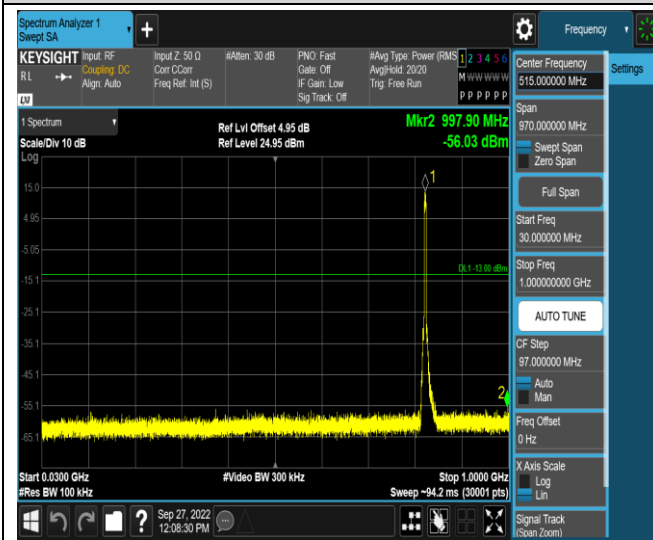 Spectrum Analyzer 1
Swept SA
Frequency
KEYSIGHT
RL
LXI
Input: RF
Coupling: DC
Align: Auto
Input Z: 50 Ω
Corr CCorr
Freq Ref: Int (S)
#Atten: 30 dB
PNO: Fast
Gate: Off
IF Gain: Low
Sig Track: Off
#Avg Type: Power (RMS
Avg|Hold: 20/20
Trig: Free Run
1 2 3 4 5 6
M W W W W W
P P P P P P
Center Frequency
515.000000 MHz
Settings
Span
970.000000 MHz
Swept Span
Zero Span
Full Span
Start Freq
30.000000 MHz
Stop Freq
1.000000000 GHz
AUTO TUNE
CF Step
97.000000 MHz
Auto
Man
Freq Offset
0 Hz
X Axis Scale
Log
Lin
Signal Track
(Span Zoom)
1 Spectrum
Scale/Div 10 dB
Log
Ref Lvl Offset 4.95 dB
Ref Level 24.95 dBm
Mkr2 997.90 MHz
-56.03 dBm
1
15.0
4.95
-5.05
DL1 -13.00 dBm
-15.1
-25.1
-35.1
-45.1
2
-55.1
-65.1
Start 0.0300 GHz
#Res BW 100 kHz
#Video BW 300 kHz
Stop 1.0000 GHz
Sweep ~94.2 ms (30001 pts)
?
Sep 27, 2022
12:08:30 PM